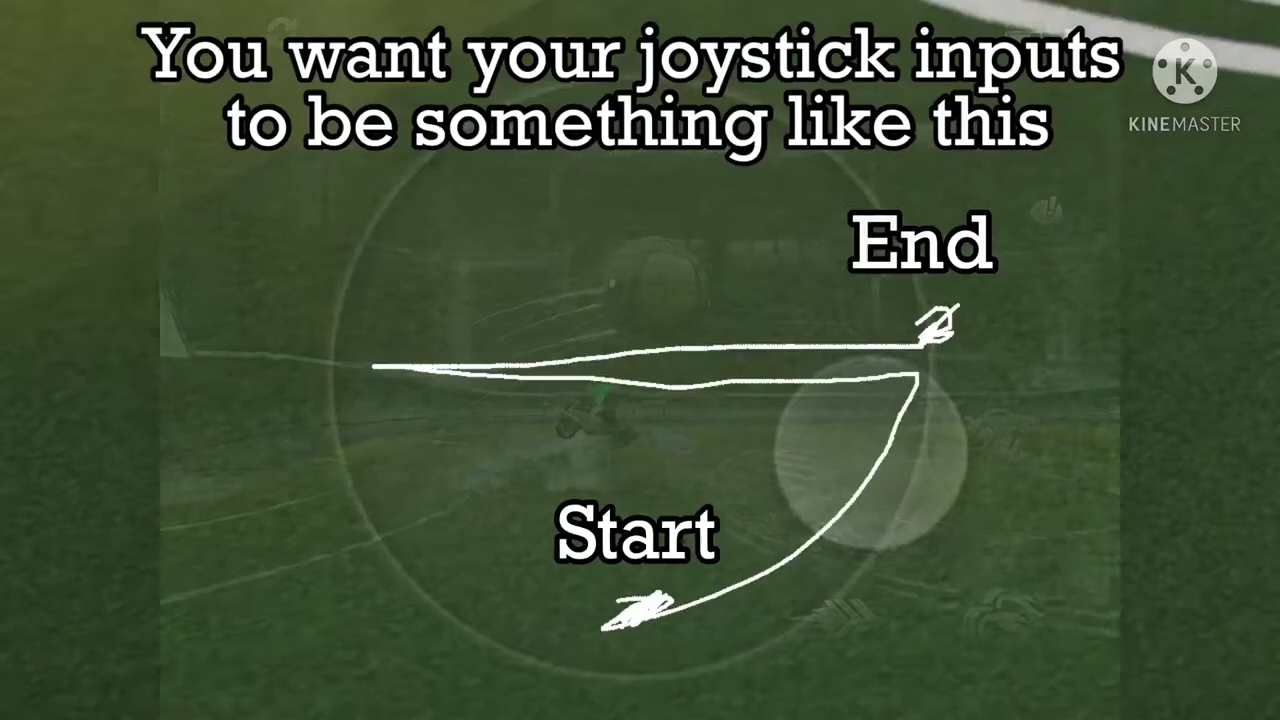 You want your joystick inputs
to be something like this
K
KINEMASTER
End
Start